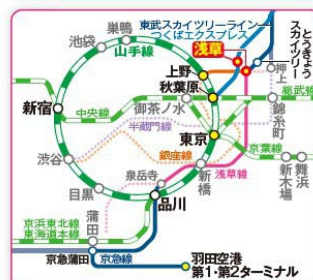 東武スカイツリーライン
つくばエクスプレス
とうきょう
スカイツリー
巣鴨
池袋
山手線
上野
浅草
押上
秋葉原
新宿
中央線
御茶ノ水
総武線
錦糸町
半蔵門線
東京
渋谷
銀座線
京葉線
泉岳寺
新橋
浅草線
新木場
舞浜
目黒
品川
京浜東北線
東海道本線
蒲田
京急蒲田
京急線
羽田空港
第1・第2ターミナル